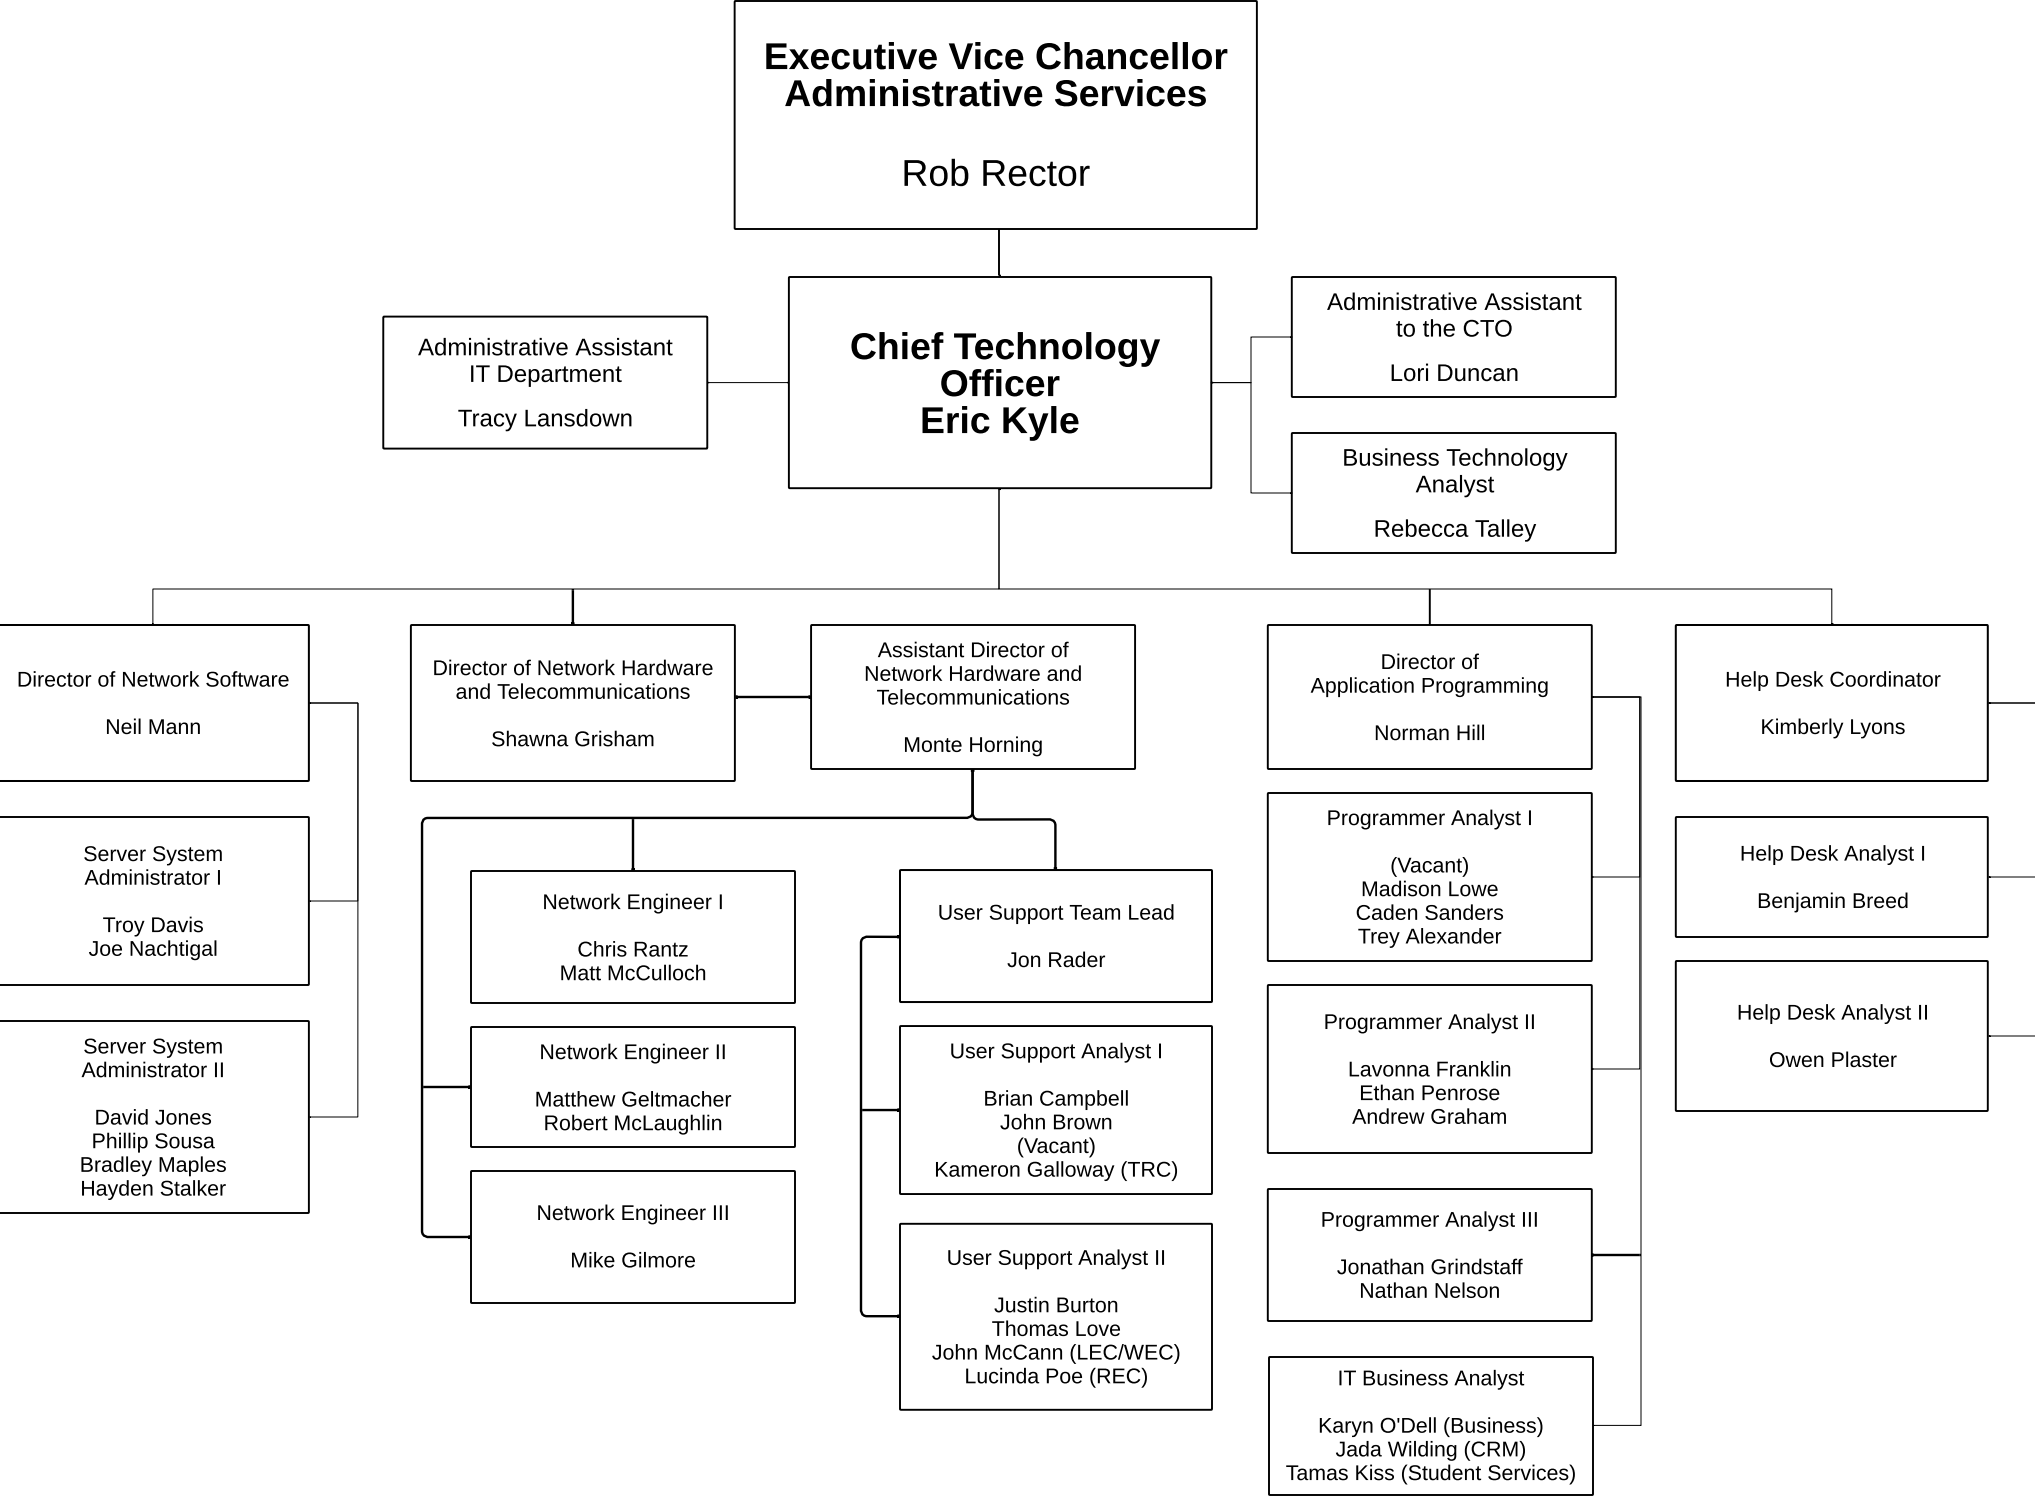 Executive Vice Chancellor
Administrative Services
Rob Rector
Administrative Assistant
IT Department
Tracy Lansdown
Chief Technology
Officer
Eric Kyle
Administrative Assistant
to the CTO
Lori Duncan
Business Technology
Analyst
Rebecca Talley
Director of Network Software
Neil Mann
Server System
Administrator I
Troy Davis
Joe Nachtigal
Server System
Administrator II
David Jones
Phillip Sousa
Bradley Maples
Hayden Stalker
Director of Network Hardware
and Telecommunications
Shawna Grisham
Assistant Director of
Network Hardware and
Telecommunications
Monte Horning
Network Engineer I
Chris Rantz
Matt McCulloch
Network Engineer II
Matthew Geltmacher
Robert McLaughlin
Network Engineer III
Mike Gilmore
User Support Team Lead
Jon Rader
User Support Analyst I
Brian Campbell
John Brown
(Vacant)
Kameron Galloway (TRC)
User Support Analyst II
Justin Burton
Thomas Love
John McCann (LEC/WEC)
Lucinda Poe (REC)
Director of
Application Programming
Norman Hill
Programmer Analyst I
(Vacant)
Madison Lowe
Caden Sanders
Trey Alexander
Programmer Analyst II
Lavonna Franklin
Ethan Penrose
Andrew Graham
Programmer Analyst III
Jonathan Grindstaff
Nathan Nelson
IT Business Analyst
Karyn O'Dell (Business)
Jada Wilding (CRM)
Tamas Kiss (Student Services)
Help Desk Coordinator
Kimberly Lyons
Help Desk Analyst I
Benjamin Breed
Help Desk Analyst II
Owen Plaster